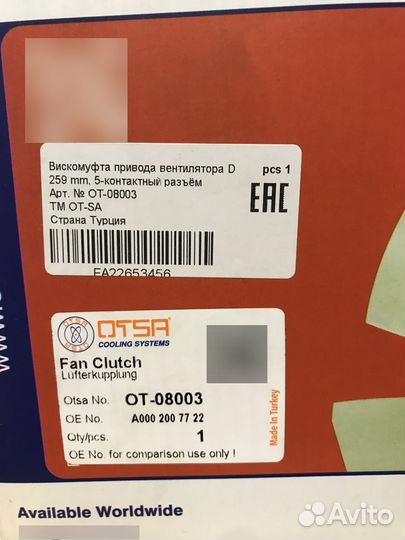 Вискомуфта привода вентилятора D
259 mm, 5-контактный разъём
Арт. № OT-08003
TM OT-SA
Страна Турция
pcs 1
EAC
FA22653456
OTSA
COOLING SYSTEMS
Fan Clutch
Lüfterkupplung
Otsa No. OT-08003
OE No. A000 200 77 22
Qty/pcs. 1
OE No. for comparison use only !
Made In Turkey
Available Worldwide
Avito